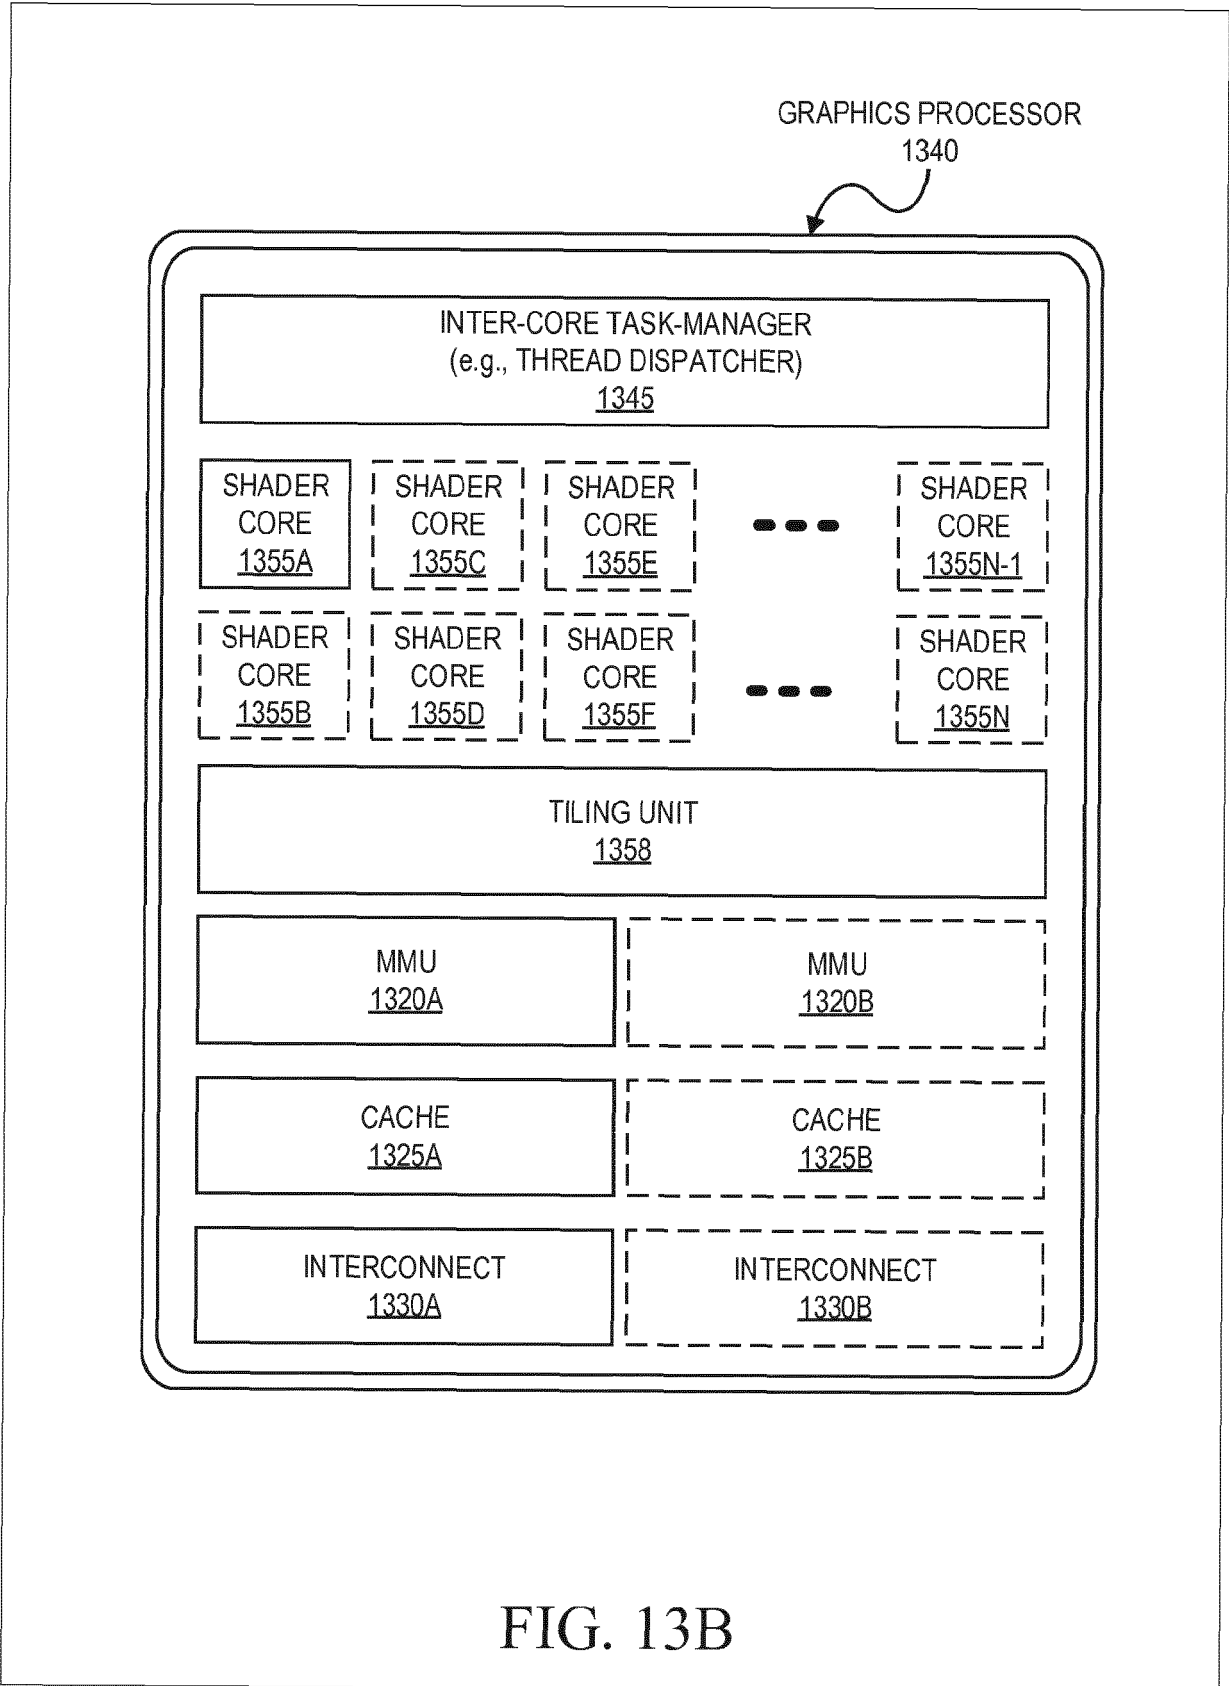 GRAPHICS PROCESSOR
1340
INTER-CORE TASK-MANAGER
(e.g., THREAD DISPATCHER)
1345
SHADER
CORE
1355A
SHADER
CORE
1355C
SHADER
CORE
1355E
SHADER
CORE
1355N-1
SHADER
CORE
1355B
SHADER
CORE
1355D
SHADER
CORE
1355F
SHADER
CORE
1355N
TILING UNIT
1358
MMU
1320A
MMU
1320B
CACHE
1325A
CACHE
1325B
INTERCONNECT
1330A
INTERCONNECT
1330B
FIG. 13B